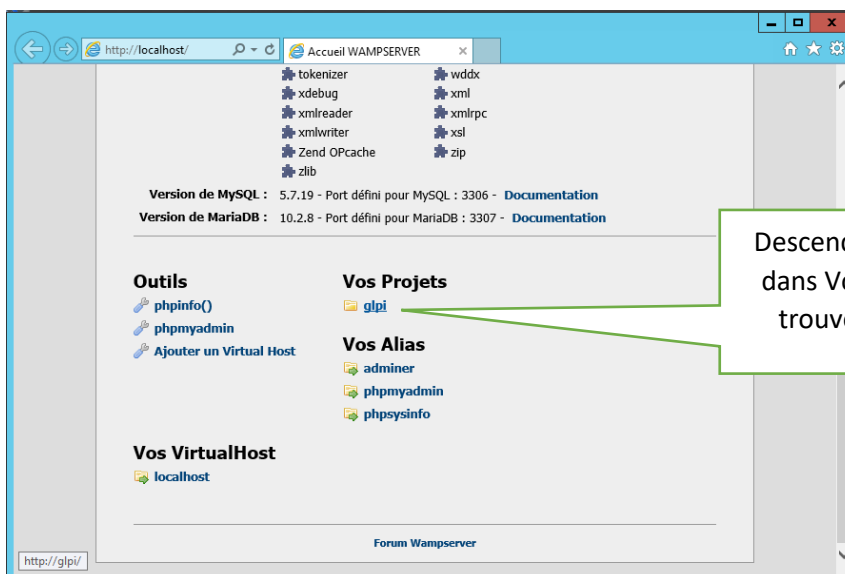 http://localhost/
Accueil WAMPSERVER
tokenizer
wddx
xdebug
xml
xmlreader
xmlrpc
xmlwriter
xsl
Zend OPcache
zip
zlib
Version de MySQL : 5.7.19 - Port défini pour MySQL : 3306 - Documentation
Version de MariaDB : 10.2.8 - Port défini pour MariaDB : 3307 - Documentation
Outils
phpinfo()
phpmyadmin
Ajouter un Virtual Host
Vos Projets
glpi
Vos Alias
adminer
phpmyadmin
phpsysinfo
Vos VirtualHost
localhost
Forum Wampserver
http://glpi/
dans